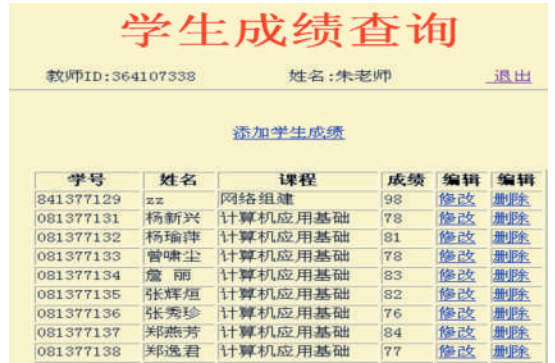 学生成绩查询
教师ID:364107338 姓名:朱老师 退出
添加学生成绩
学号 姓名 课程 成绩 编辑 编辑
841377129 zz 网络组建 98 修改 删除
081377131 杨新兴 计算机应用基础 78 修改 删除
081377132 杨瑜萍 计算机应用基础 81 修改 删除
081377133 曾啸尘 计算机应用基础 78 修改 删除
081377134 詹 丽 计算机应用基础 83 修改 删除
081377135 张辉烜 计算机应用基础 82 修改 删除
081377136 张秀珍 计算机应用基础 76 修改 删除
081377137 郑燕芳 计算机应用基础 84 修改 删除
081377138 郑逸君 计算机应用基础 77 修改 删除